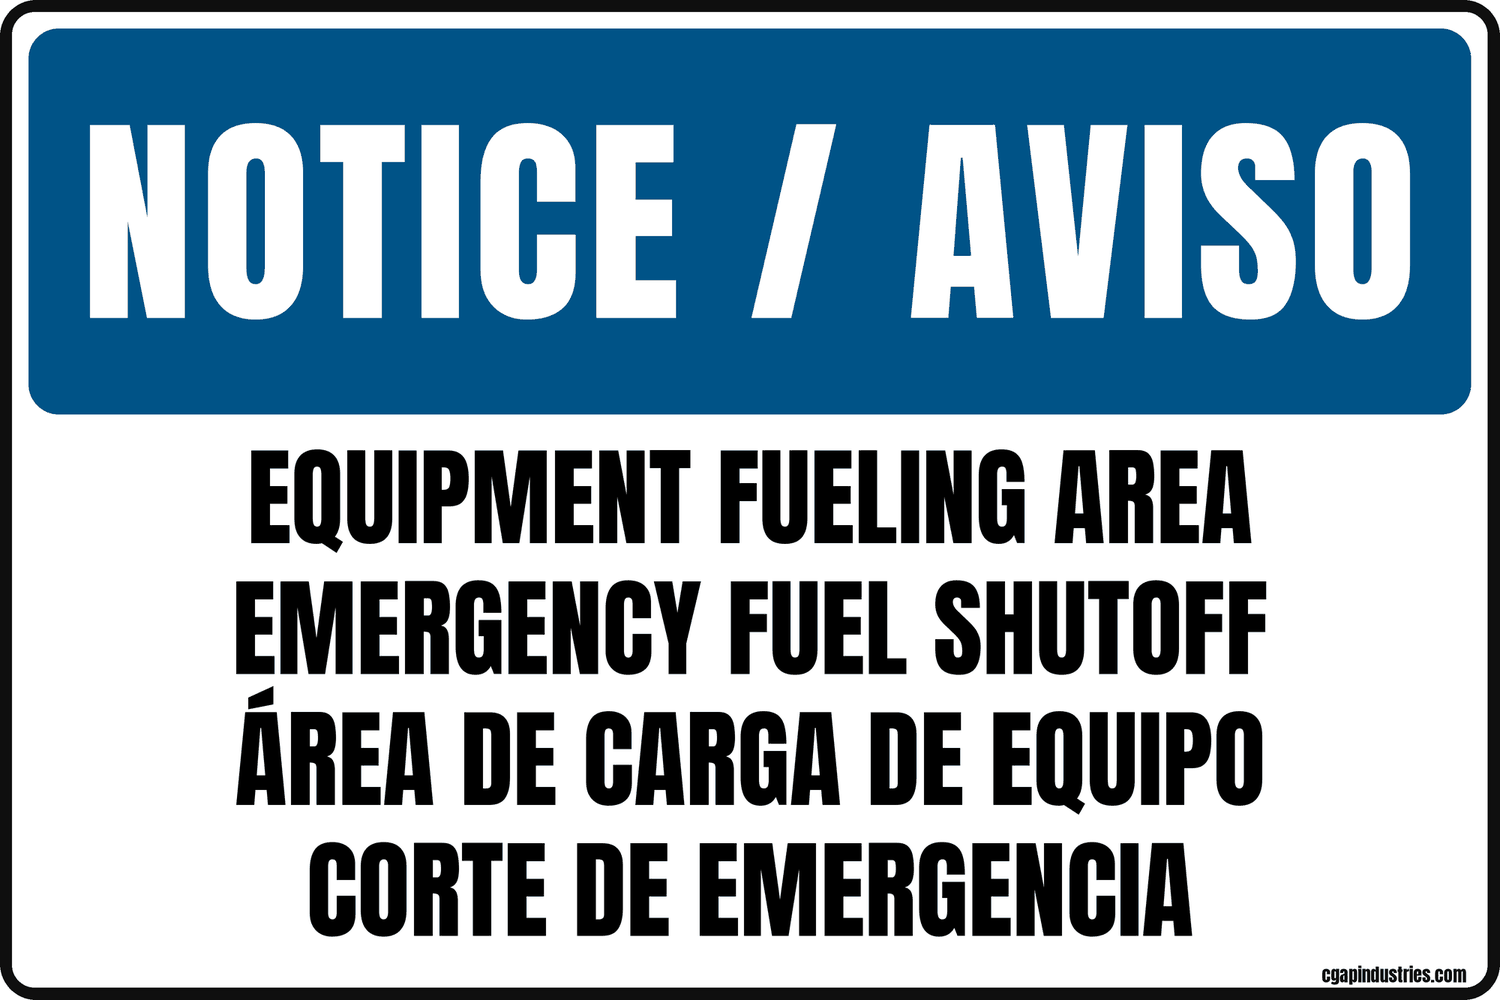 NOTICE / AVISO
EQUIPMENT FUELING AREA
EMERGENCY FUEL SHUTOFF
ÁREA DE CARGA DE EQUIPO
CORTE DE EMERGENCIA
cgapindustries.com